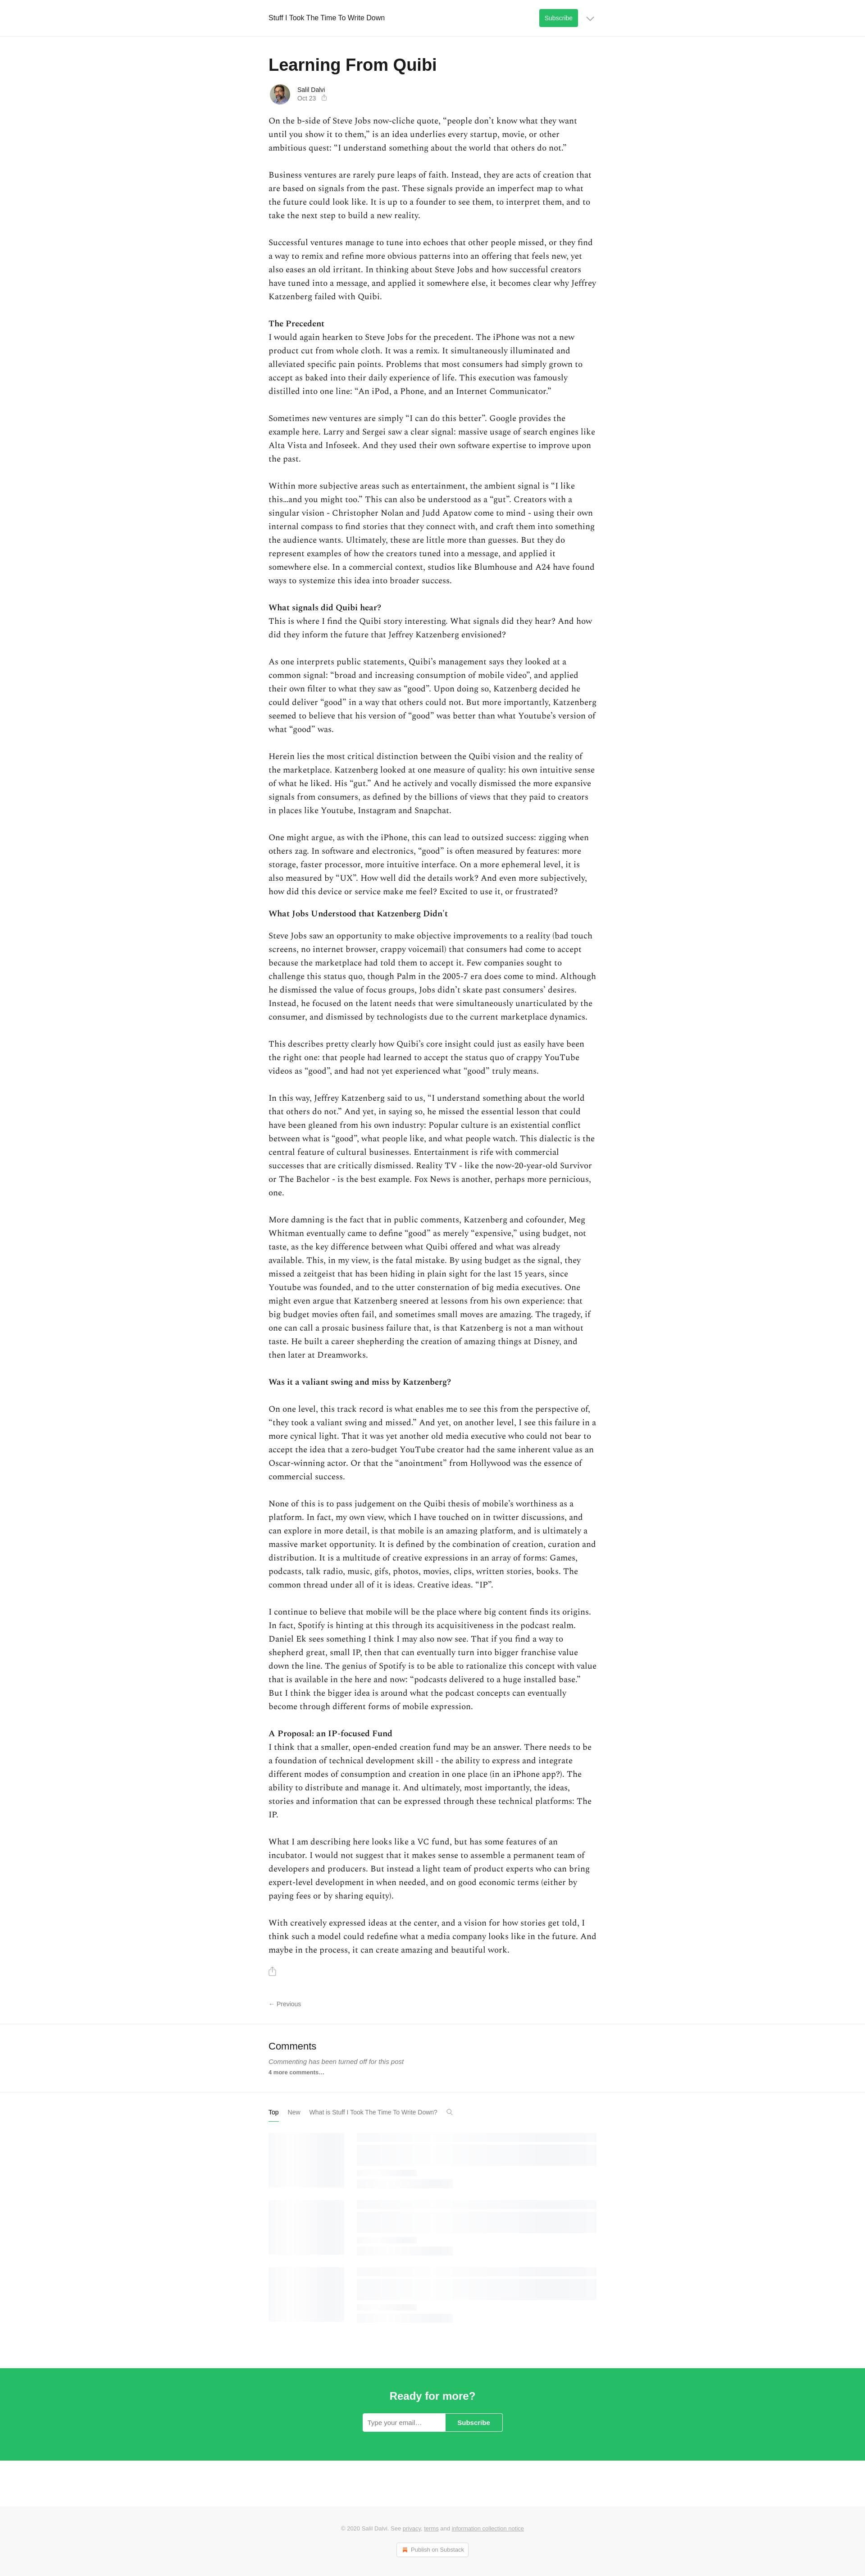 Stuff I Took The Time To Write Down
Subscribe
Learning From Quibi
Salil Dalvi
Oct 23
On the b-side of Steve Jobs now-cliche quote, “people don’t know what they want
until you show it to them,” is an idea underlies every startup, movie, or other
ambitious quest: “I understand something about the world that others do not.”
Business ventures are rarely pure leaps of faith. Instead, they are acts of creation that
are based on signals from the past. These signals provide an imperfect map to what
the future could look like. It is up to a founder to see them, to interpret them, and to
take the next step to build a new reality.
Successful ventures manage to tune into echoes that other people missed, or they find
a way to remix and refine more obvious patterns into an offering that feels new, yet
also eases an old irritant. In thinking about Steve Jobs and how successful creators
have tuned into a message, and applied it somewhere else, it becomes clear why Jeffrey
Katzenberg failed with Quibi.
The Precedent
I would again hearken to Steve Jobs for the precedent. The iPhone was not a new
product cut from whole cloth. It was a remix. It simultaneously illuminated and
alleviated specific pain points. Problems that most consumers had simply grown to
accept as baked into their daily experience of life. This execution was famously
distilled into one line: “An iPod, a Phone, and an Internet Communicator.”
Sometimes new ventures are simply “I can do this better”. Google provides the
example here. Larry and Sergei saw a clear signal: massive usage of search engines like
Alta Vista and Infoseek. And they used their own software expertise to improve upon
the past.
Within more subjective areas such as entertainment, the ambient signal is “I like
this…and you might too.” This can also be understood as a “gut”. Creators with a
singular vision - Christopher Nolan and Judd Apatow come to mind - using their own
internal compass to find stories that they connect with, and craft them into something
the audience wants. Ultimately, these are little more than guesses. But they do
represent examples of how the creators tuned into a message, and applied it
somewhere else. In a commercial context, studios like Blumhouse and A24 have found
ways to systemize this idea into broader success.
What signals did Quibi hear?
This is where I find the Quibi story interesting. What signals did they hear? And how
did they inform the future that Jeffrey Katzenberg envisioned?
As one interprets public statements, Quibi’s management says they looked at a
common signal: “broad and increasing consumption of mobile video”, and applied
their own filter to what they saw as “good”. Upon doing so, Katzenberg decided he
could deliver “good” in a way that others could not. But more importantly, Katzenberg
seemed to believe that his version of “good” was better than what Youtube’s version of
what “good” was.
Herein lies the most critical distinction between the Quibi vision and the reality of
the marketplace. Katzenberg looked at one measure of quality: his own intuitive sense
of what he liked. His “gut.” And he actively and vocally dismissed the more expansive
signals from consumers, as defined by the billions of views that they paid to creators
in places like Youtube, Instagram and Snapchat.
One might argue, as with the iPhone, this can lead to outsized success: zigging when
others zag. In software and electronics, “good” is often measured by features: more
storage, faster processor, more intuitive interface. On a more ephemeral level, it is
also measured by “UX”. How well did the details work? And even more subjectively,
how did this device or service make me feel? Excited to use it, or frustrated?
What Jobs Understood that Katzenberg Didn’t
Steve Jobs saw an opportunity to make objective improvements to a reality (bad touch
screens, no internet browser, crappy voicemail) that consumers had come to accept
because the marketplace had told them to accept it. Few companies sought to
challenge this status quo, though Palm in the 2005-7 era does come to mind. Although
he dismissed the value of focus groups, Jobs didn’t skate past consumers’ desires.
Instead, he focused on the latent needs that were simultaneously unarticulated by the
consumer, and dismissed by technologists due to the current marketplace dynamics.
This describes pretty clearly how Quibi’s core insight could just as easily have been
the right one: that people had learned to accept the status quo of crappy YouTube
videos as “good”, and had not yet experienced what “good” truly means.
In this way, Jeffrey Katzenberg said to us, “I understand something about the world
that others do not.” And yet, in saying so, he missed the essential lesson that could
have been gleaned from his own industry: Popular culture is an existential conflict
between what is “good”, what people like, and what people watch. This dialectic is the
central feature of cultural businesses. Entertainment is rife with commercial
successes that are critically dismissed. Reality TV - like the now-20-year-old Survivor
or The Bachelor - is the best example. Fox News is another, perhaps more pernicious,
one.
More damning is the fact that in public comments, Katzenberg and cofounder, Meg
Whitman eventually came to define “good” as merely “expensive,” using budget, not
taste, as the key difference between what Quibi offered and what was already
available. This, in my view, is the fatal mistake. By using budget as the signal, they
missed a zeitgeist that has been hiding in plain sight for the last 15 years, since
Youtube was founded, and to the utter consternation of big media executives. One
might even argue that Katzenberg sneered at lessons from his own experience: that
big budget movies often fail, and sometimes small moves are amazing. The tragedy, if
one can call a prosaic business failure that, is that Katzenberg is not a man without
taste. He built a career shepherding the creation of amazing things at Disney, and
then later at Dreamworks.
Was it a valiant swing and miss by Katzenberg?
On one level, this track record is what enables me to see this from the perspective of,
“they took a valiant swing and missed.” And yet, on another level, I see this failure in a
more cynical light. That it was yet another old media executive who could not bear to
accept the idea that a zero-budget YouTube creator had the same inherent value as an
Oscar-winning actor. Or that the “anointment” from Hollywood was the essence of
commercial success.
None of this is to pass judgement on the Quibi thesis of mobile’s worthiness as a
platform. In fact, my own view, which I have touched on in twitter discussions, and
can explore in more detail, is that mobile is an amazing platform, and is ultimately a
massive market opportunity. It is defined by the combination of creation, curation and
distribution. It is a multitude of creative expressions in an array of forms: Games,
podcasts, talk radio, music, gifs, photos, movies, clips, written stories, books. The
common thread under all of it is ideas. Creative ideas. “IP”.
I continue to believe that mobile will be the place where big content finds its origins.
In fact, Spotify is hinting at this through its acquisitiveness in the podcast realm.
Daniel Ek sees something I think I may also now see. That if you find a way to
shepherd great, small IP, then that can eventually turn into bigger franchise value
down the line. The genius of Spotify is to be able to rationalize this concept with value
that is available in the here and now: “podcasts delivered to a huge installed base.”
But I think the bigger idea is around what the podcast concepts can eventually
become through different forms of mobile expression.
A Proposal: an IP-focused Fund
I think that a smaller, open-ended creation fund may be an answer. There needs to be
a foundation of technical development skill - the ability to express and integrate
different modes of consumption and creation in one place (in an iPhone app?). The
ability to distribute and manage it. And ultimately, most importantly, the ideas,
stories and information that can be expressed through these technical platforms: The
IP.
What I am describing here looks like a VC fund, but has some features of an
incubator. I would not suggest that it makes sense to assemble a permanent team of
developers and producers. But instead a light team of product experts who can bring
expert-level development in when needed, and on good economic terms (either by
paying fees or by sharing equity).
With creatively expressed ideas at the center, and a vision for how stories get told, I
think such a model could redefine what a media company looks like in the future. And
maybe in the process, it can create amazing and beautiful work.
← Previous
Comments
Commenting has been turned off for this post
4 more comments…
Top New What is Stuff I Took The Time To Write Down?
Ready for more?
Type your email… Subscribe
© 2020 Salil Dalvi. See privacy, terms and information collection notice
Publish on Substack